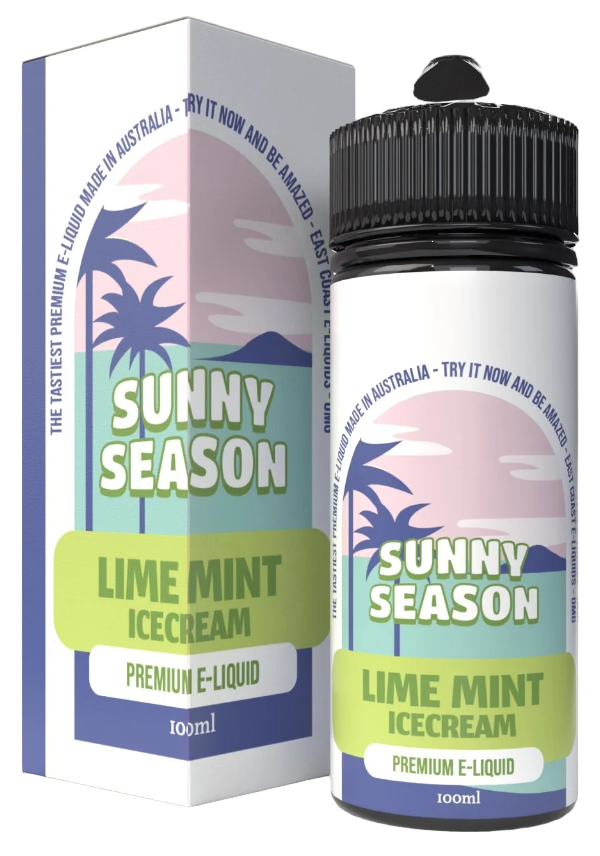 THE TASTIEST PREMIUM E-LIQUID MADE IN AUSTRALIA - TRY IT NOW AND BE AMAZED - EAST COAST E-LIQUIDS - OMG
SUNNY
SEASON
LIME MINT
ICECREAM
PREMIUN E-LIQUID
100ml
THE TASTIEST PREMIUM E-LIQUID MADE IN AUSTRALIA - TRY IT NOW AND BE AMAZED - EAST COAST E-LIQUIDS - OMG
SUNNY
SEASON
LIME MINT
ICECREAM
PREMIUM E-LIQUID
100ml